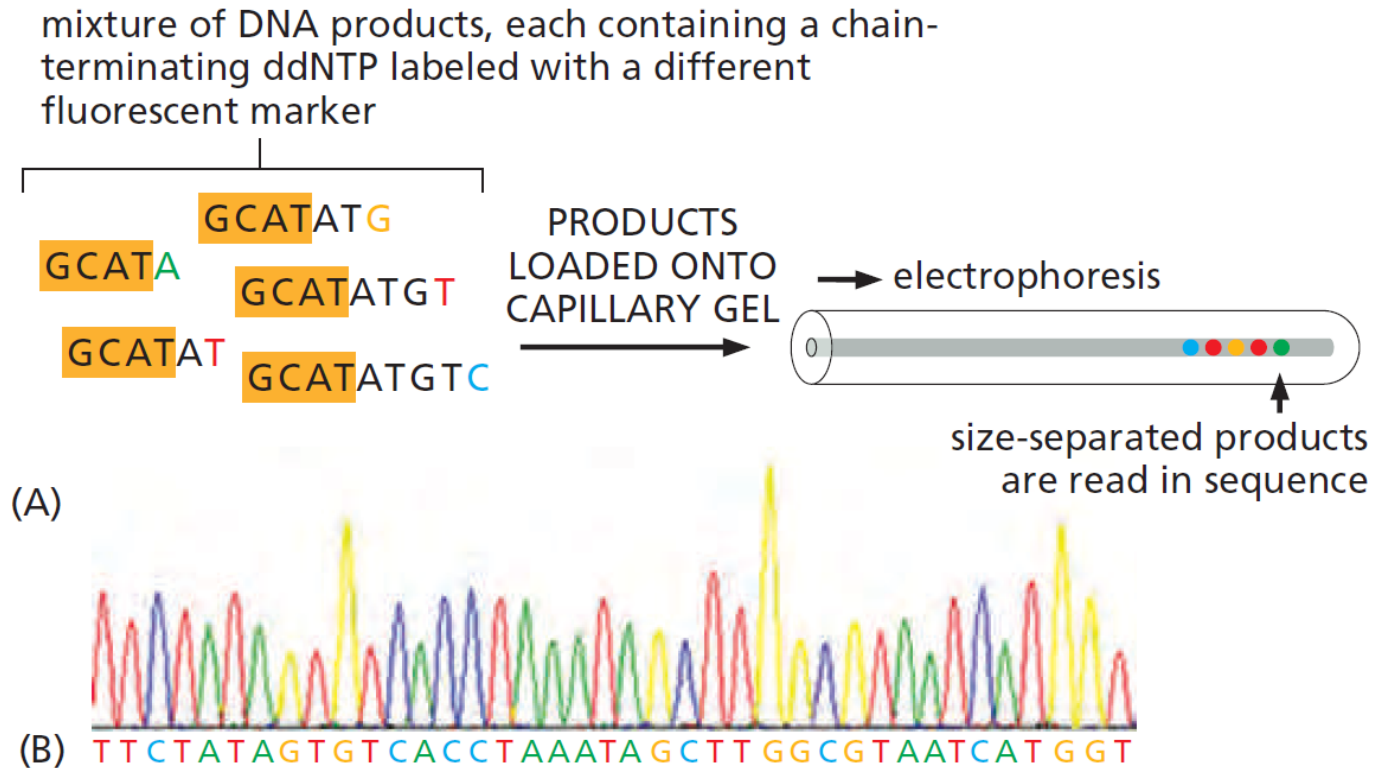 mixture of DNA products, each containing a chain-
terminating ddNTP labeled with a different
fluorescent marker
GCATATG
GCATA
GCATATGT
GCATAT
GCATATGTC
PRODUCTS
LOADED ONTO
CAPILLARY GEL
electrophoresis
size-separated products
are read in sequence
(A)
(B) TTCTATAGTGTCACCTAAATAGCTTGGCGTAATCATGGT